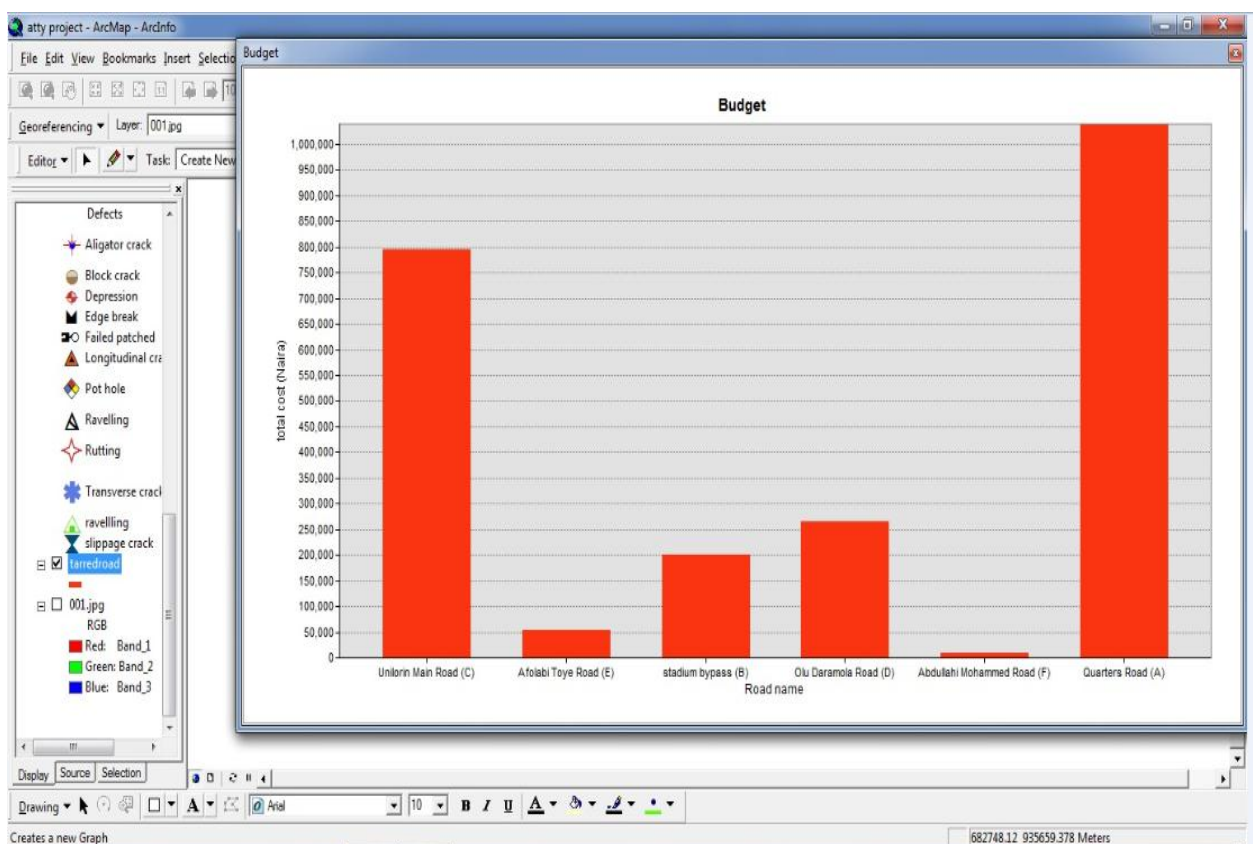 atty project - ArcMap - ArcInfo
File Edit View Bookmarks Insert Selectio
10
Georeferencing Layer: 001.jpg
Editor Task: Create New
Defects
Aligator crack
Block crack
Depression
Edge break
Failed patched
Longitudinal cra
Pot hole
Ravelling
Rutting
Transverse crack
ravellling
slippage crack
tarredroad
001.jpg
RGB
Red: Band_1
Green: Band_2
Blue: Band_3
Display Source Selection
Budget
Budget
total cost (Naira)
1,000,000
950,000
900,000
850,000
800,000
750,000
700,000
650,000
600,000
550,000
500,000
450,000
400,000
350,000
300,000
250,000
200,000
150,000
100,000
50,000
0
Unilorin Main Road (C) Afolabi Toye Road (E) stadium bypass (B) Olu Daramola Road (D) Abdullahi Mohammed Road (F) Quarters Road (A)
Road name
Drawing A Arial 10 B I U A
Creates a new Graph 682748.12 935659.378 Meters